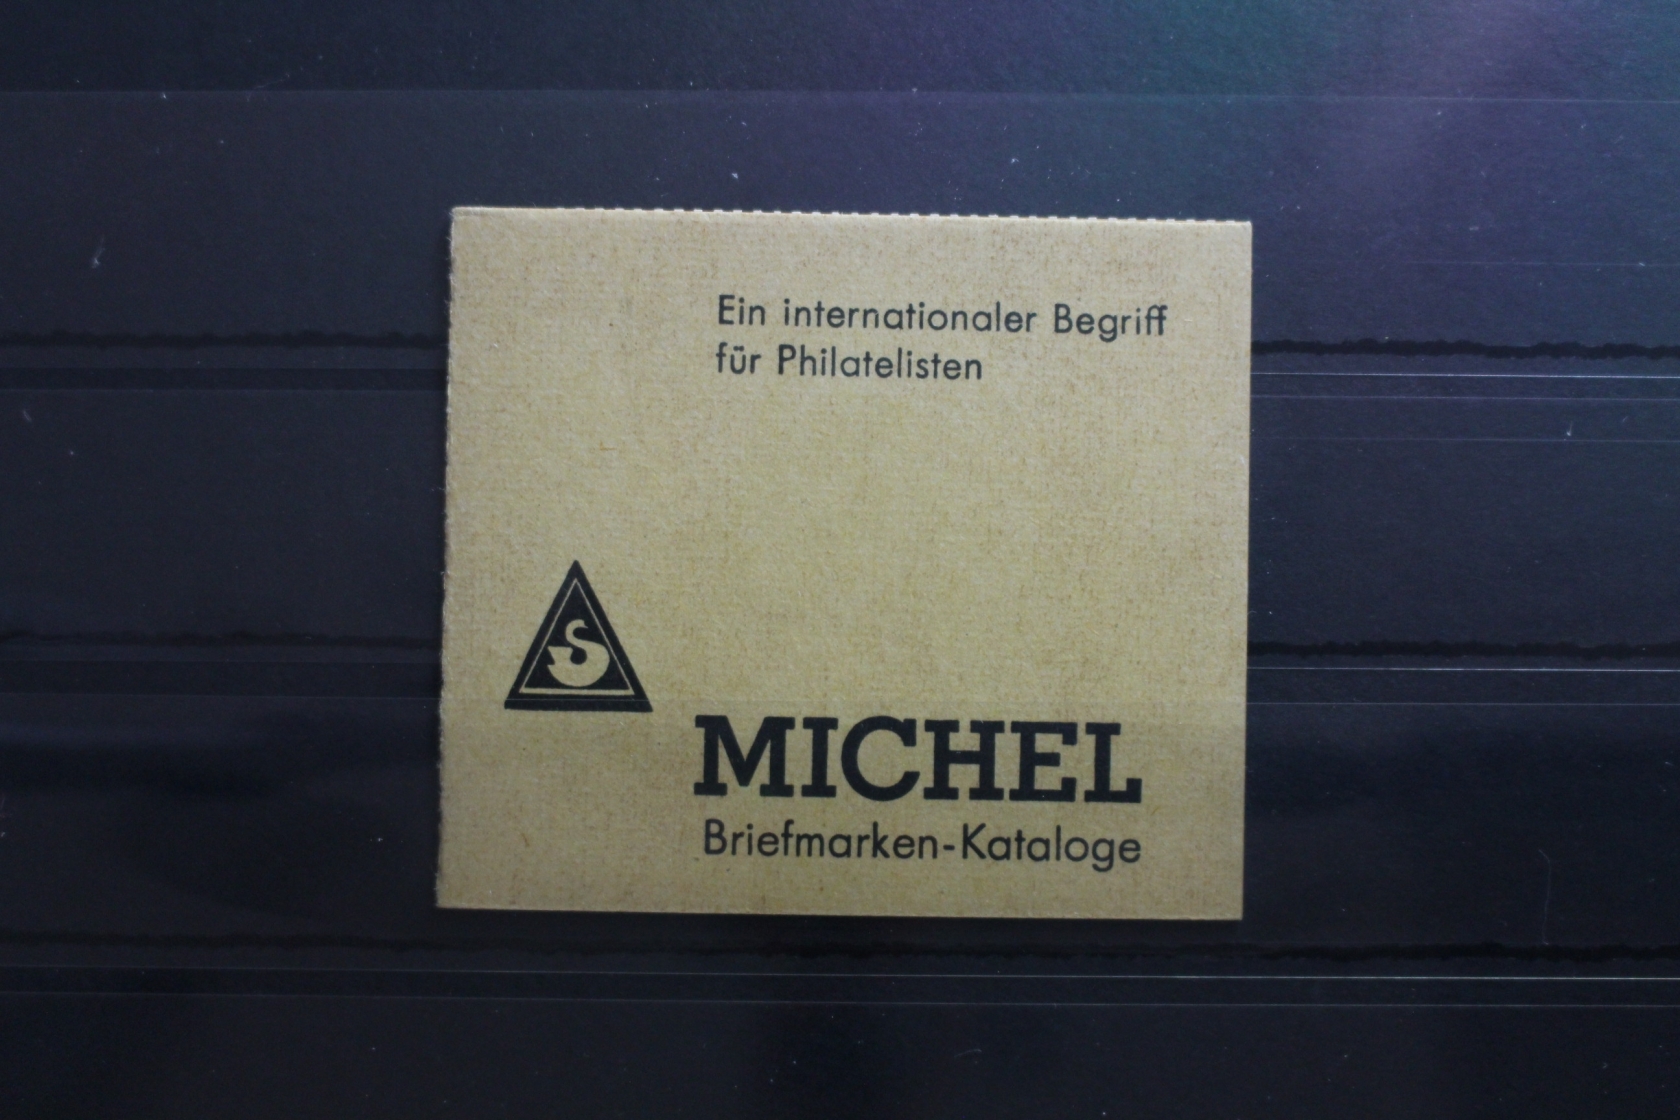 Ein internationaler Begriff
für Philatelisten
S
MICHEL
Briefmarken-Kataloge